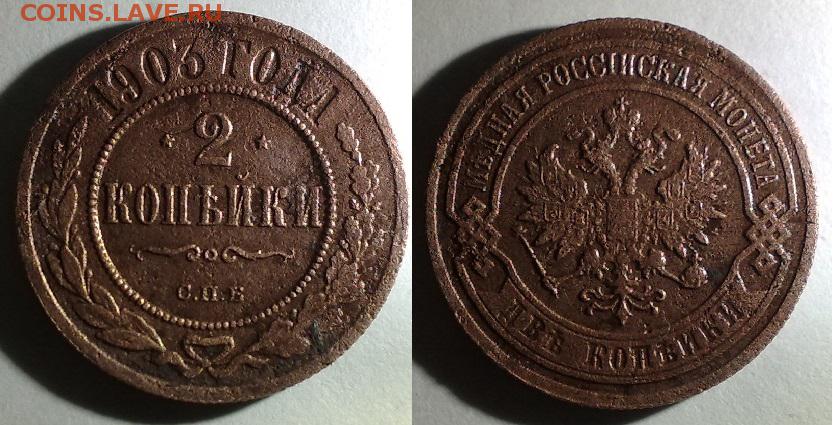 COINS.LAVE.RU
1903 ГОДА
2
КОПѢЙКИ
С.П.Б
МѢДНАЯ РОССІЙСКАЯ МОНЕТА
ДВѢ КОПѢЙКИ